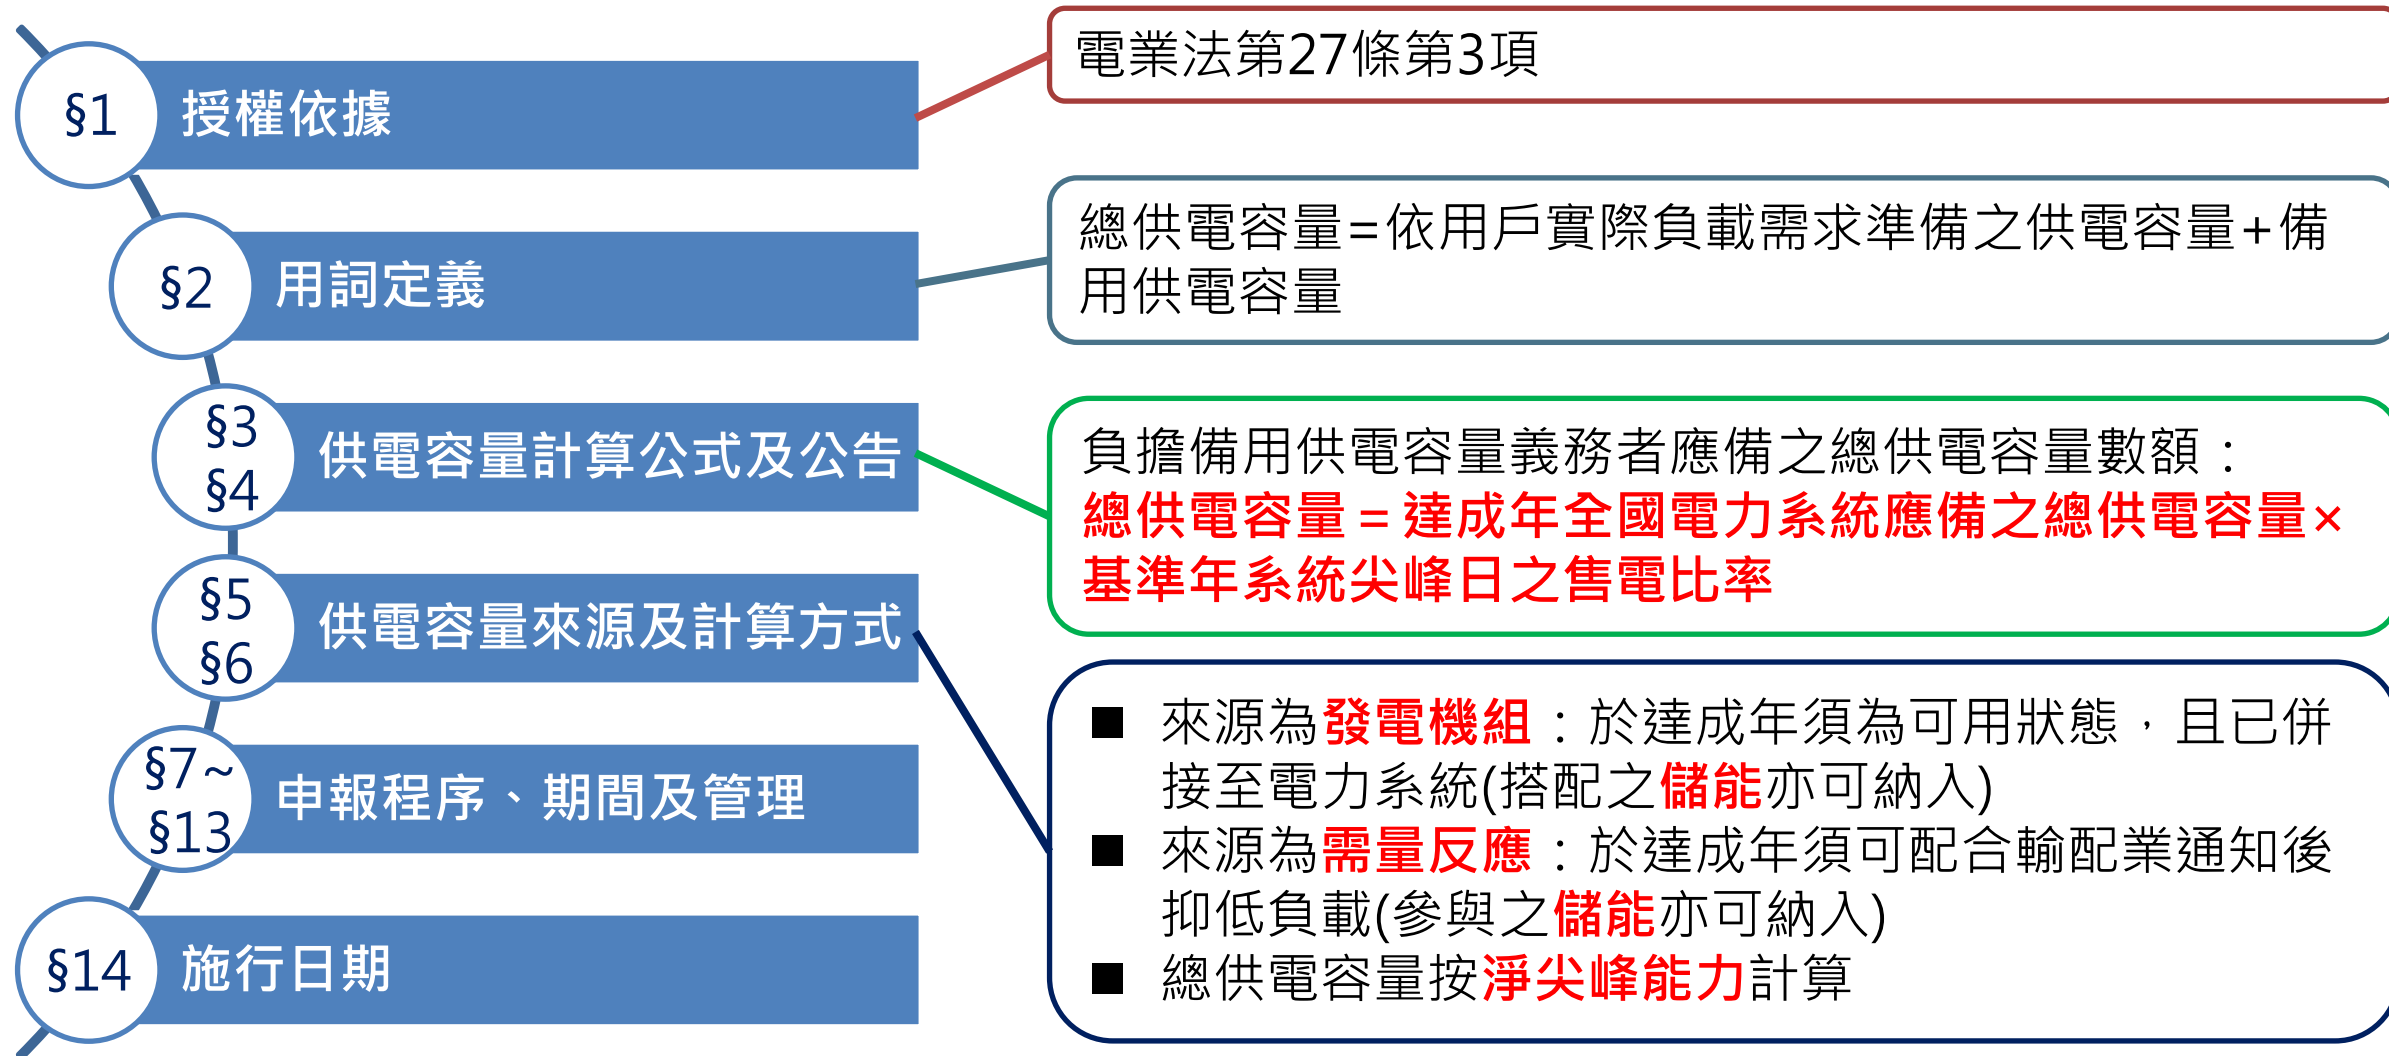 §1 授權依據
電業法第27條第3項
§2 用詞定義
總供電容量=依用戶實際負載需求準備之供電容量+備
用供電容量
§3
§4
供電容量計算公式及公告
負擔備用供電容量義務者應備之總供電容量數額：
總供電容量 = 達成年全國電力系統應備之總供電容量×
基準年系統尖峰日之售電比率
§5
§6
供電容量來源及計算方式
■ 來源為發電機組：於達成年須為可用狀態，且已併
接至電力系統(搭配之儲能亦可納入)
■ 來源為需量反應：於達成年須可配合輸配業通知後
抑低負載(參與之儲能亦可納入)
■ 總供電容量按淨尖峰能力計算
§7~
§13
申報程序、期間及管理
§14 施行日期